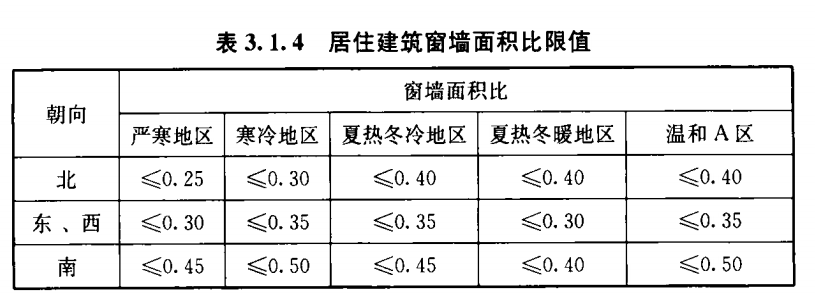 表 3.1.4 居住建筑窗墙面积比限值
朝向 窗墙面积比
严寒地区 寒冷地区 夏热冬冷地区 夏热冬暖地区 温和 A 区
北 ≤0.25 ≤0.30 ≤0.40 ≤0.40 ≤0.40
东、西 ≤0.30 ≤0.35 ≤0.35 ≤0.30 ≤0.35
南 ≤0.45 ≤0.50 ≤0.45 ≤0.40 ≤0.50